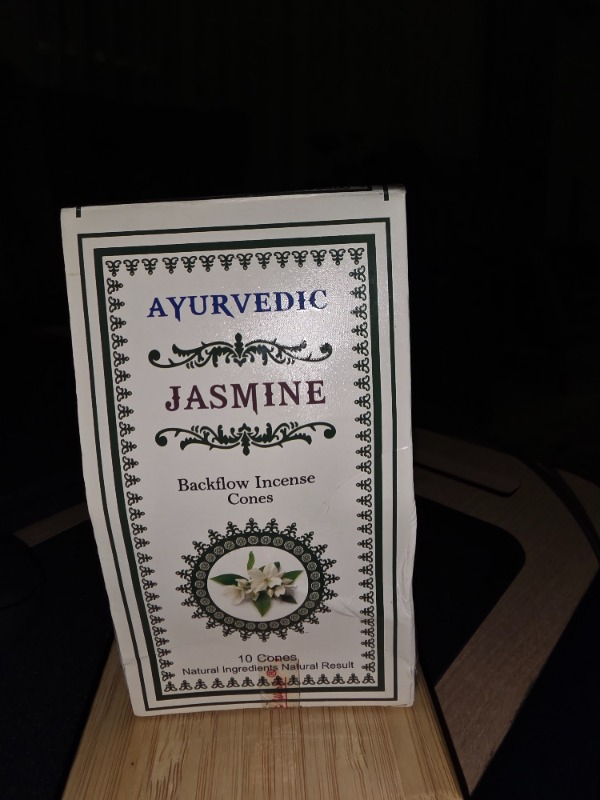 AYURVEDIC
JASMINE
Backflow Incense
Cones
10 Cones
Natural Ingredients Natural Result